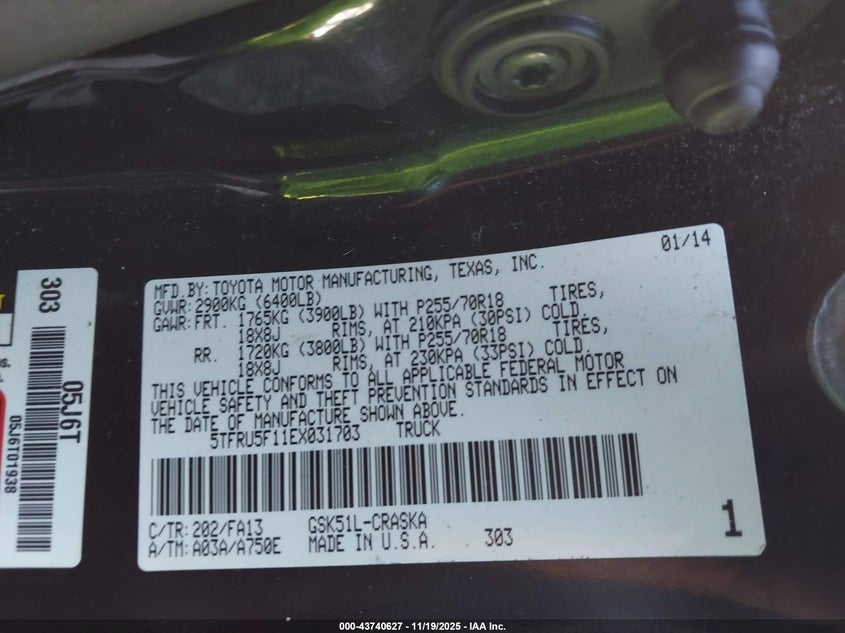 01/14
MFD.BY:TOYOTA MOTOR MANUFACTURING, TEXAS, INC.
GVWR:2900KG (6400LB)
GAWR:FRT. 1765KG (3900LB) WITH P255/70R18 TIRES,
18X8J RIMS, AT 210KPA (30PSI) COLD.
RR. 1720KG (3800LB) WITH P255/70R18 TIRES,
18X8J RIMS, AT 230KPA (33PSI) COLD.
THIS VEHICLE CONFORMS TO ALL APPLICABLE FEDERAL MOTOR
VEHICLE SAFETY AND THEFT PREVENTION STANDARDS IN EFFECT ON
THE DATE OF MANUFACTURE SHOWN ABOVE.
5TFRU5F11EX031703 TRUCK
C/TR:202/FA13 GSK51L-CRASKA
A/TM:A03A/A750E MADE IN U.S.A. 303
1
303
05J6T
05J6T01938
000-43740627 - 11/19/2025 - IAA Inc.